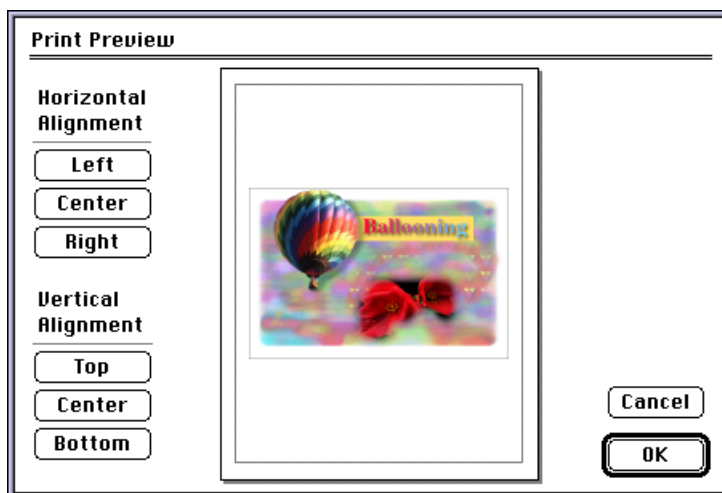 Print Preview
Horizontal
Alignment
Left
Center
Right
Vertical
Alignment
Top
Center
Bottom
Ballooning
Cancel
OK